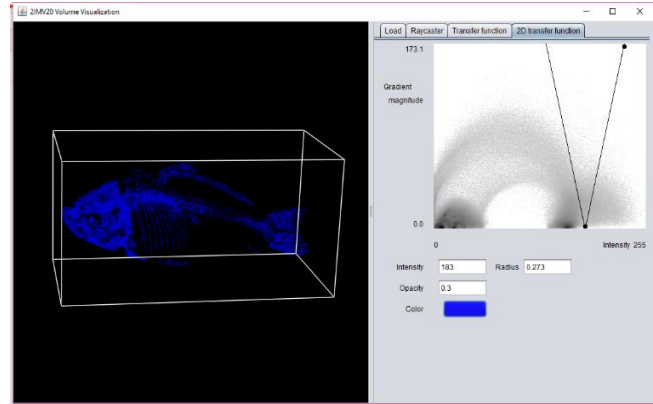 2IMV20 Volume Visualization
Load Raycaster Transfer function 2D transfer function
173.1
Gradient
magnitude
0.0
0 Intensity 255
Intensity 183 Radius 0.273
Opacity 0.3
Color